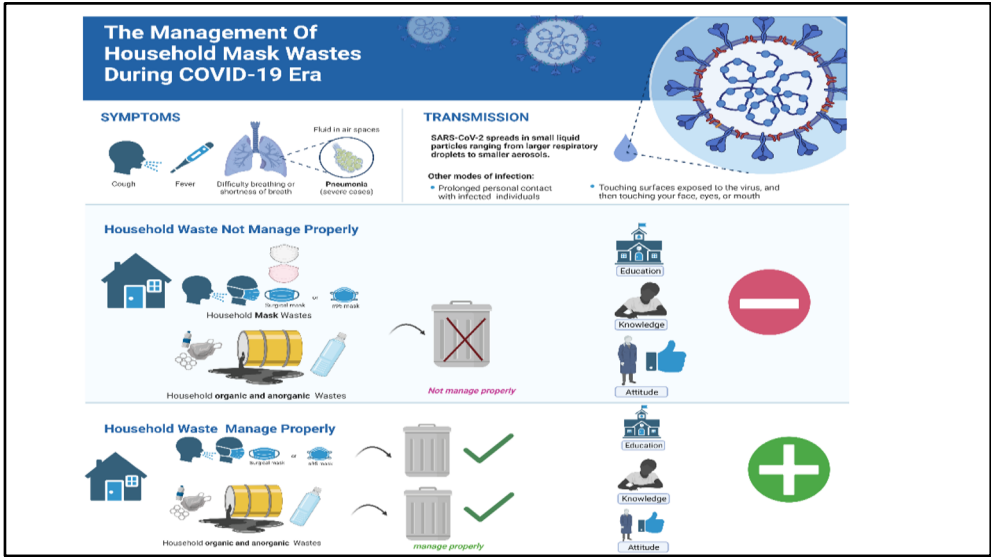 The Management Of
Household Mask Wastes
During COVID-19 Era
SYMPTOMS
Cough
Fever
Difficulty breathing or
shortness of breath
Fluid in air spaces
Pneumonia
(severe cases)
TRANSMISSION
SARS-CoV-2 spreads in small liquid
particles ranging from larger respiratory
droplets to smaller aerosols.
Other modes of infection:
• Prolonged personal contact
with infected individuals
• Touching surfaces exposed to the virus, and
then touching your face, eyes, or mouth
Household Waste Not Manage Properly
Surgical mask
or
n95 mask
Household Mask Wastes
Household organic and anorganic Wastes
Not manage properly
Education
Knowledge
Attitude
Household Waste Manage Properly
Surgical mask
or
n95 mask
Household organic and anorganic Wastes
manage properly
Education
Knowledge
Attitude